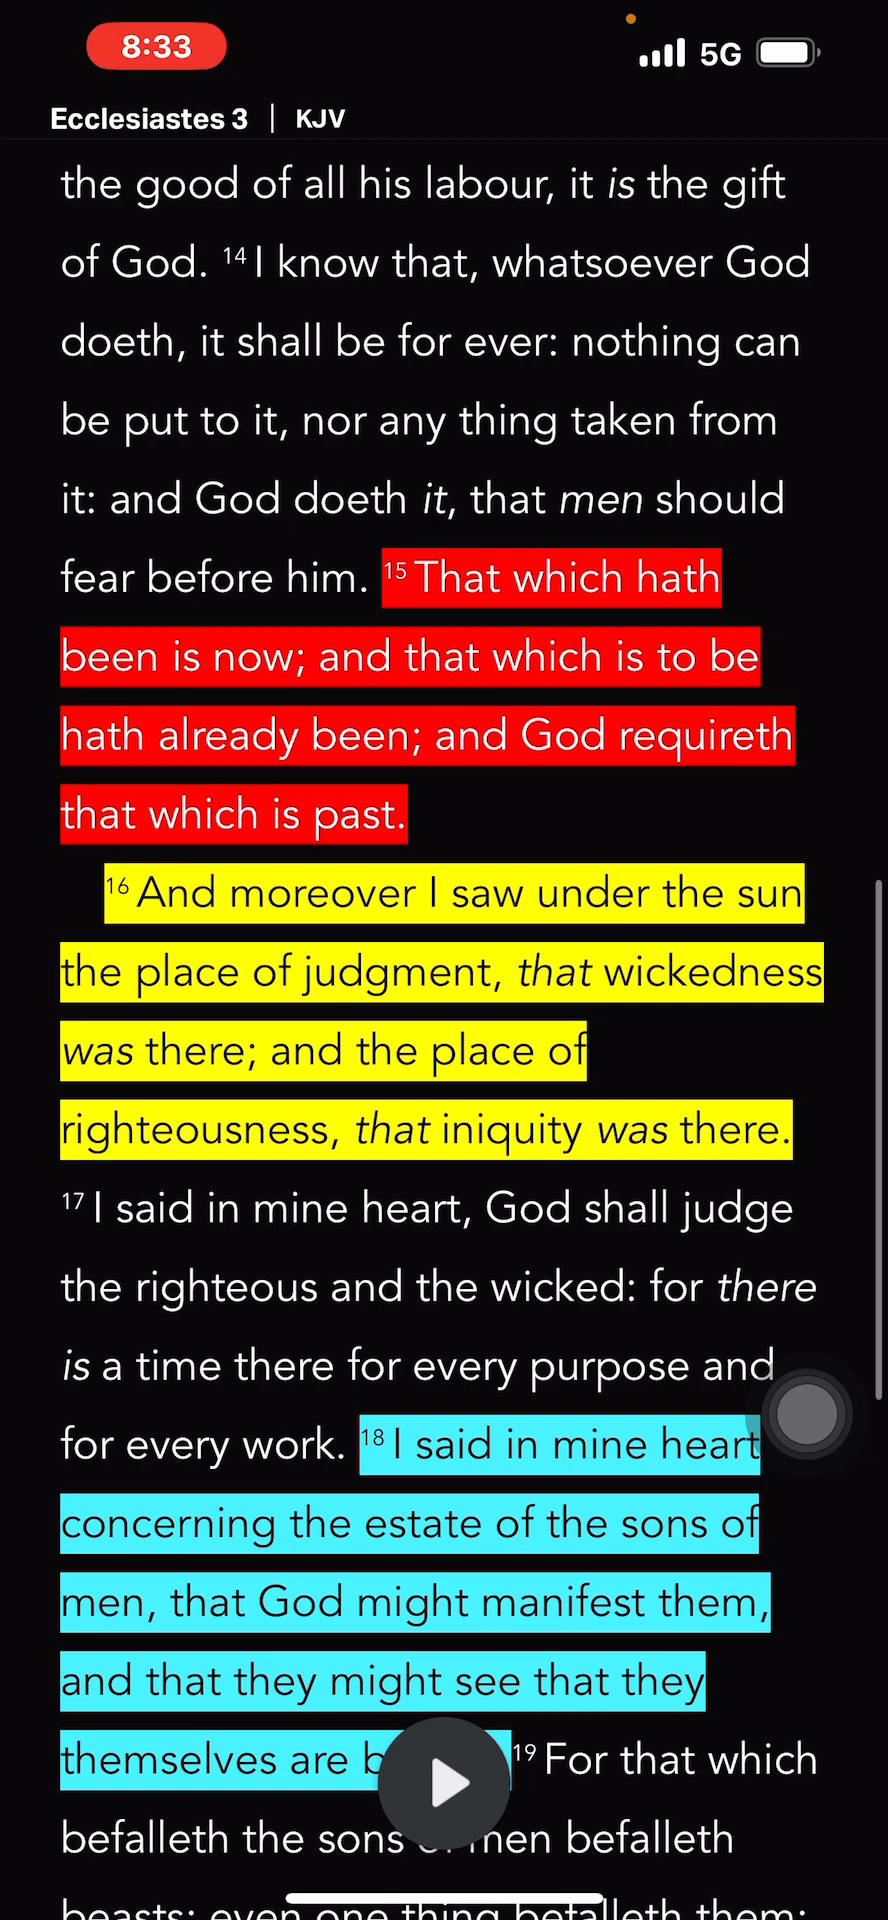 8:33
5G
Ecclesiastes 3 | KJV
the good of all his labour, it is the gift
of God. 14 I know that, whatsoever God
doeth, it shall be for ever: nothing can
be put to it, nor any thing taken from
it: and God doeth it, that men should
fear before him. 15 That which hath
been is now; and that which is to be
hath already been; and God requireth
that which is past.
16 And moreover I saw under the sun
the place of judgment, that wickedness
was there; and the place of
righteousness, that iniquity was there.
17 I said in mine heart, God shall judge
the righteous and the wicked: for there
is a time there for every purpose and
for every work. 18 I said in mine heart
concerning the estate of the sons of
men, that God might manifest them,
and that they might see that they
themselves are 19 For that which
befalleth the sons men befalleth
beasts; even one thing befalleth them: